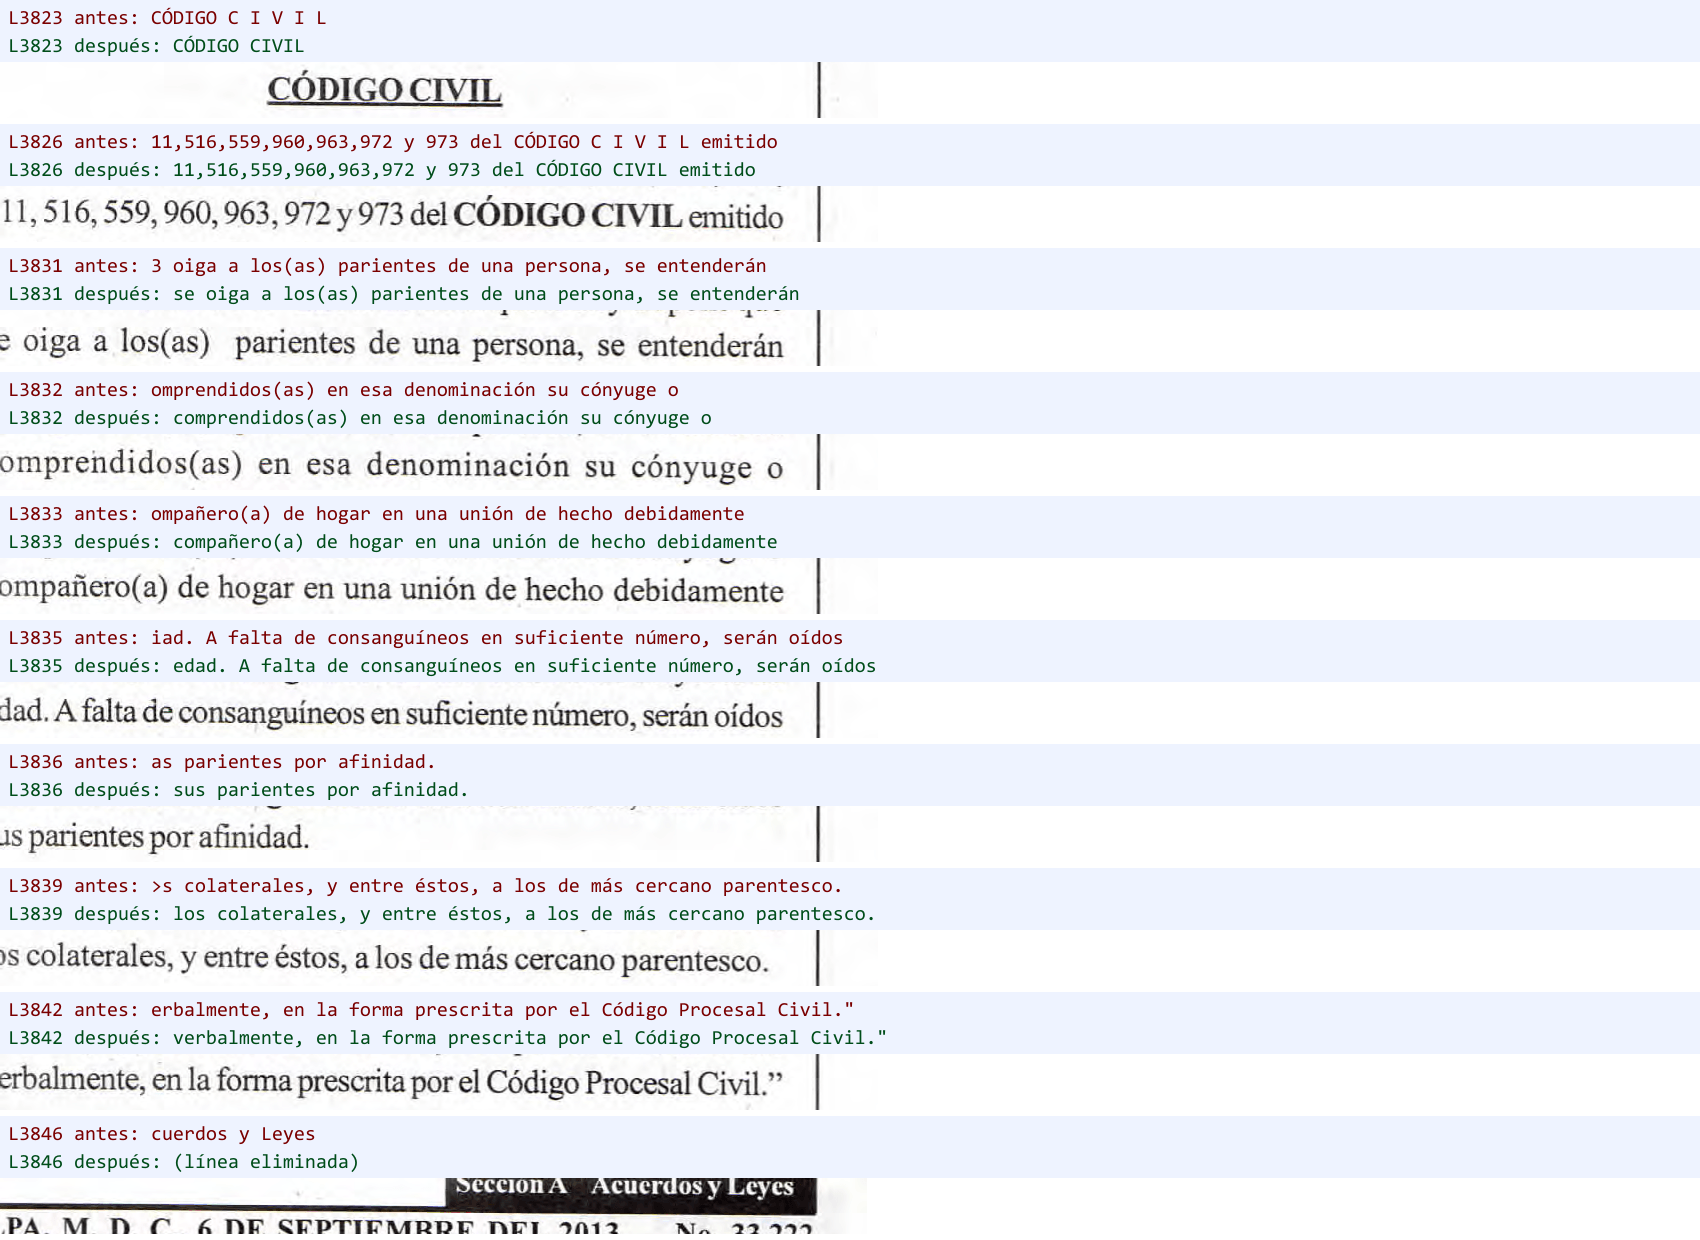 L3823 antes: CÓDIGO C I V I L
L3823 después: CÓDIGO CIVIL
CÓDIGO CIVIL
L3826 antes: 11,516,559,960,963,972 y 973 del CÓDIGO C I V I L emitido
L3826 después: 11,516,559,960,963,972 y 973 del CÓDIGO CIVIL emitido
11, 516, 559, 960, 963, 972 y 973 del CÓDIGO CIVIL emitido
L3831 antes: 3 oiga a los(as) parientes de una persona, se entenderán
L3831 después: se oiga a los(as) parientes de una persona, se entenderán
e oiga a los(as) parientes de una persona, se entenderán
L3832 antes: omprendidos(as) en esa denominación su cónyuge o
L3832 después: comprendidos(as) en esa denominación su cónyuge o
omprendidos(as) en esa denominación su cónyuge o
L3833 antes: ompañero(a) de hogar en una unión de hecho debidamente
L3833 después: compañero(a) de hogar en una unión de hecho debidamente
ompañero(a) de hogar en una unión de hecho debidamente
L3835 antes: iad. A falta de consanguíneos en suficiente número, serán oídos
L3835 después: edad. A falta de consanguíneos en suficiente número, serán oídos
dad. A falta de consanguíneos en suficiente número, serán oídos
L3836 antes: as parientes por afinidad.
L3836 después: sus parientes por afinidad.
us parientes por afinidad.
L3839 antes: >s colaterales, y entre éstos, a los de más cercano parentesco.
L3839 después: los colaterales, y entre éstos, a los de más cercano parentesco.
os colaterales, y entre éstos, a los de más cercano parentesco.
L3842 antes: erbalmente, en la forma prescrita por el Código Procesal Civil."
L3842 después: verbalmente, en la forma prescrita por el Código Procesal Civil."
erbalmente, en la forma prescrita por el Código Procesal Civil.”
L3846 antes: cuerdos y Leyes
L3846 después: (línea eliminada)
Sección A Acuerdos y Leyes
LPA, M. D. C., 6 DE SEPTIEMBRE DEL 2013 No. 33,222